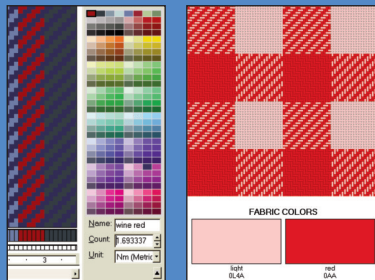 Name: wine red
Count 1.693337
Unit Nm (Metric
3
FABRIC COLORS
light red
0L4A 0AA